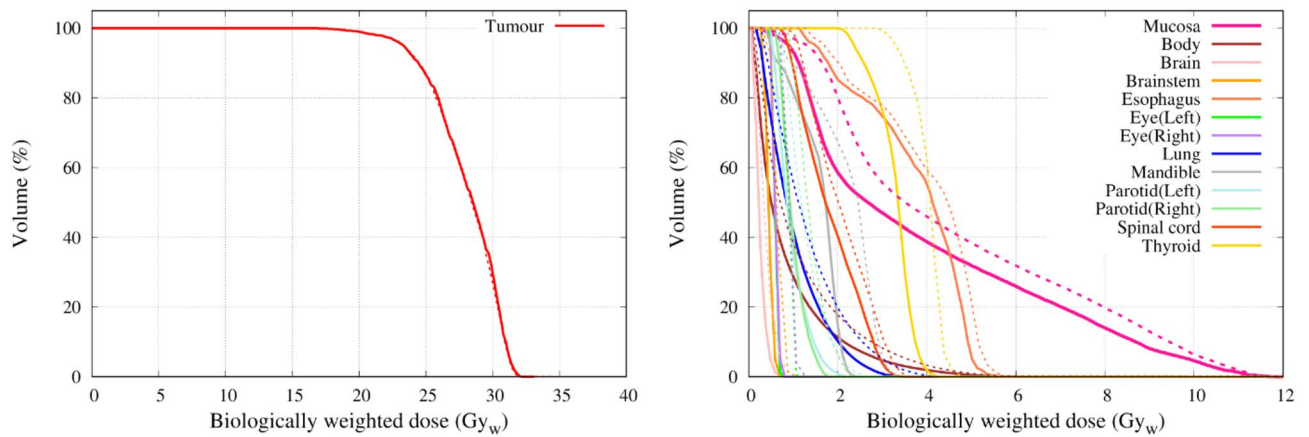 Tumour
Volume (%)
100
80
60
40
20
0
0 5 10 15 20 25 30 35 40
Biologically weighted dose (Gyw)
Mucosa
Body
Brain
Brainstem
Esophagus
Eye(Left)
Eye(Right)
Lung
Mandible
Parotid(Left)
Parotid(Right)
Spinal cord
Thyroid
Volume (%)
100
80
60
40
20
0
0 2 4 6 8 10 12
Biologically weighted dose (Gyw)